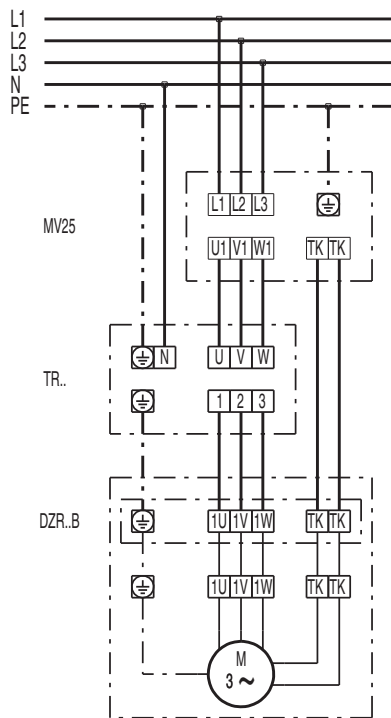 L1
L2
L3
N
PE
MV25
L1 L2 L3
U1 V1 W1 TK TK
TR..
N U V W
1 2 3
DZR..B
1U 1V 1W TK TK
1U 1V 1W TK TK
M
3 ~